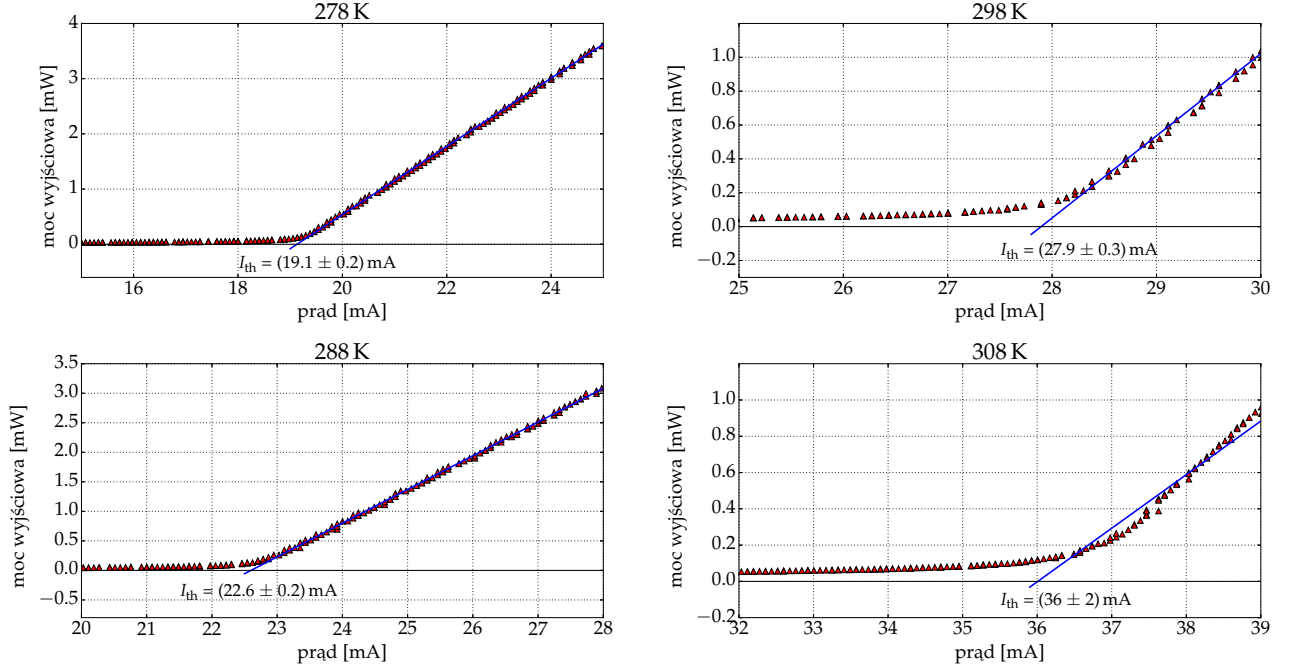 278 K
4
3
2
1
0
moc wyjściowa [mW]
I_th = (19.1 ± 0.2) mA
16 18 20 22 24
prąd [mA]
298 K
1.0
0.8
0.6
0.4
0.2
0.0
−0.2
moc wyjściowa [mW]
I_th = (27.9 ± 0.3) mA
25 26 27 28 29 30
prąd [mA]
288 K
3.5
3.0
2.5
2.0
1.5
1.0
0.5
0.0
−0.5
moc wyjściowa [mW]
I_th = (22.6 ± 0.2) mA
20 21 22 23 24 25 26 27 28
prąd [mA]
308 K
1.0
0.8
0.6
0.4
0.2
0.0
−0.2
moc wyjściowa [mW]
I_th = (36 ± 2) mA
32 33 34 35 36 37 38 39
prąd [mA]